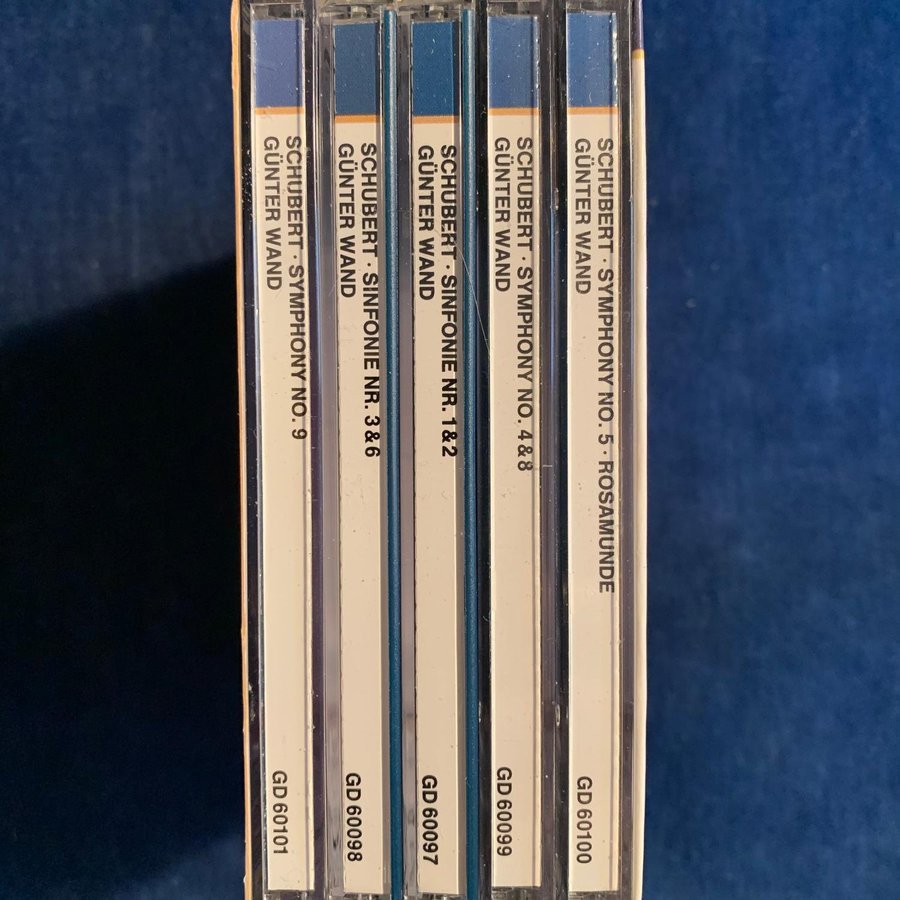 SCHUBERT · SYMPHONY NO. 9
GÜNTER WAND
GD 60101
SCHUBERT · SINFONIE NR. 3 & 6
GÜNTER WAND
GD 60098
SCHUBERT · SINFONIE NR. 1 & 2
GÜNTER WAND
GD 60097
SCHUBERT · SYMPHONY NO. 4 & 8
GÜNTER WAND
GD 60099
SCHUBERT · SYMPHONY NO. 5 · ROSAMUNDE
GÜNTER WAND
GD 60100